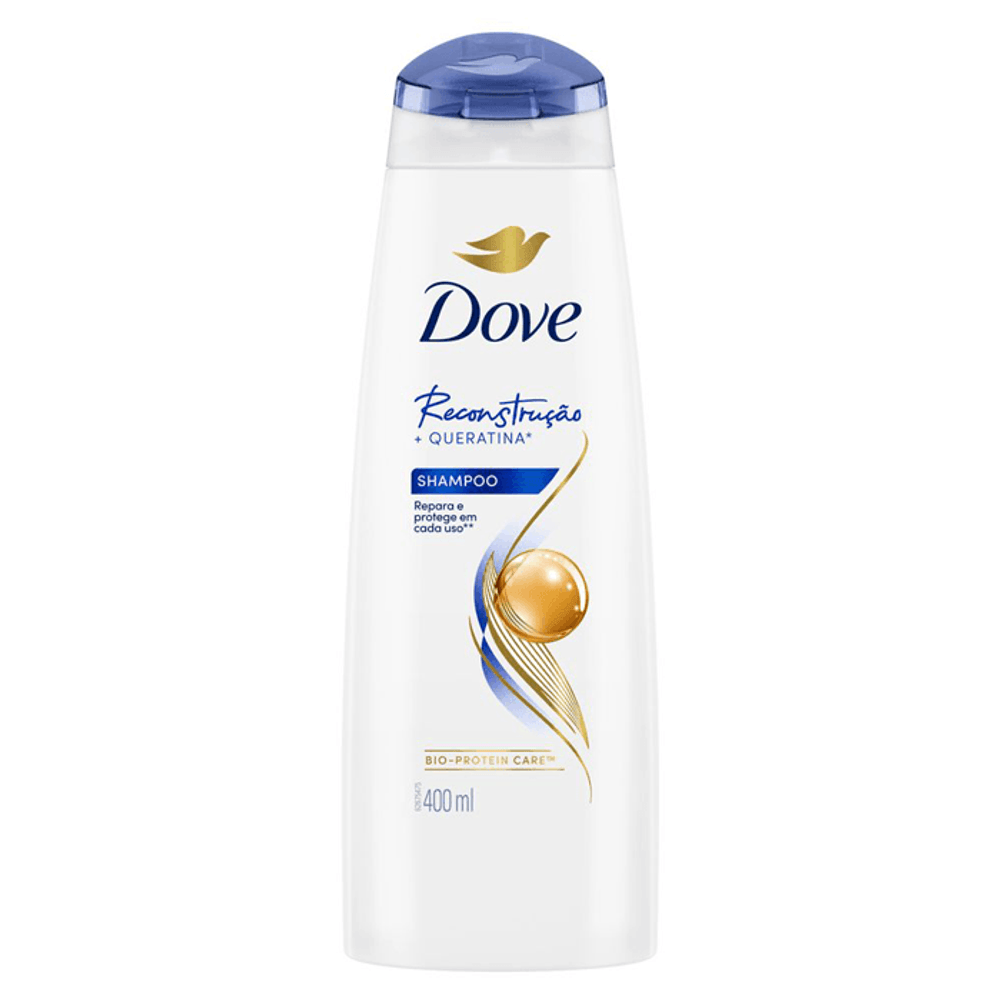 Dove
Reconstrução
+ QUERATINA*
SHAMPOO
Repara e
protege em
cada uso**
BIO-PROTEIN CARE™
400 ml